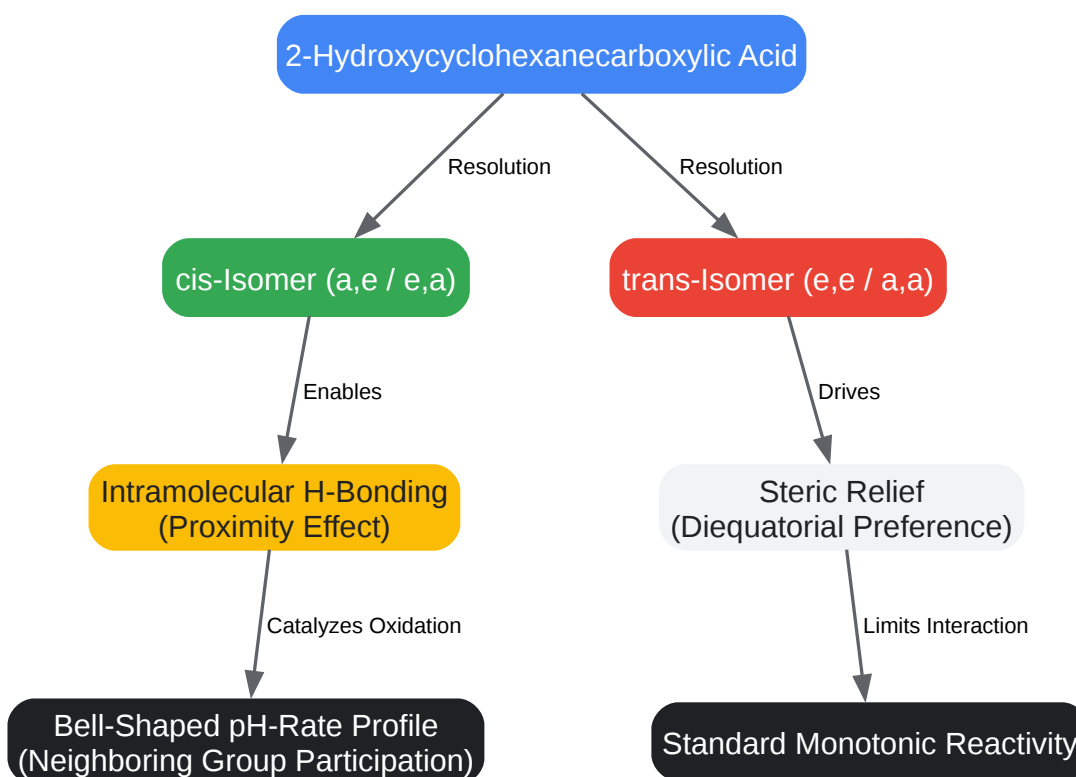 2-Hydroxycyclohexanecarboxylic Acid
Resolution
Resolution
cis-Isomer (a,e / e,a)
trans-Isomer (e,e / a,a)
Enables
Drives
Intramolecular H-Bonding
(Proximity Effect)
Steric Relief
(Diequatorial Preference)
Catalyzes Oxidation
Limits Interaction
Bell-Shaped pH-Rate Profile
(Neighboring Group Participation)
Standard Monotonic Reactivity